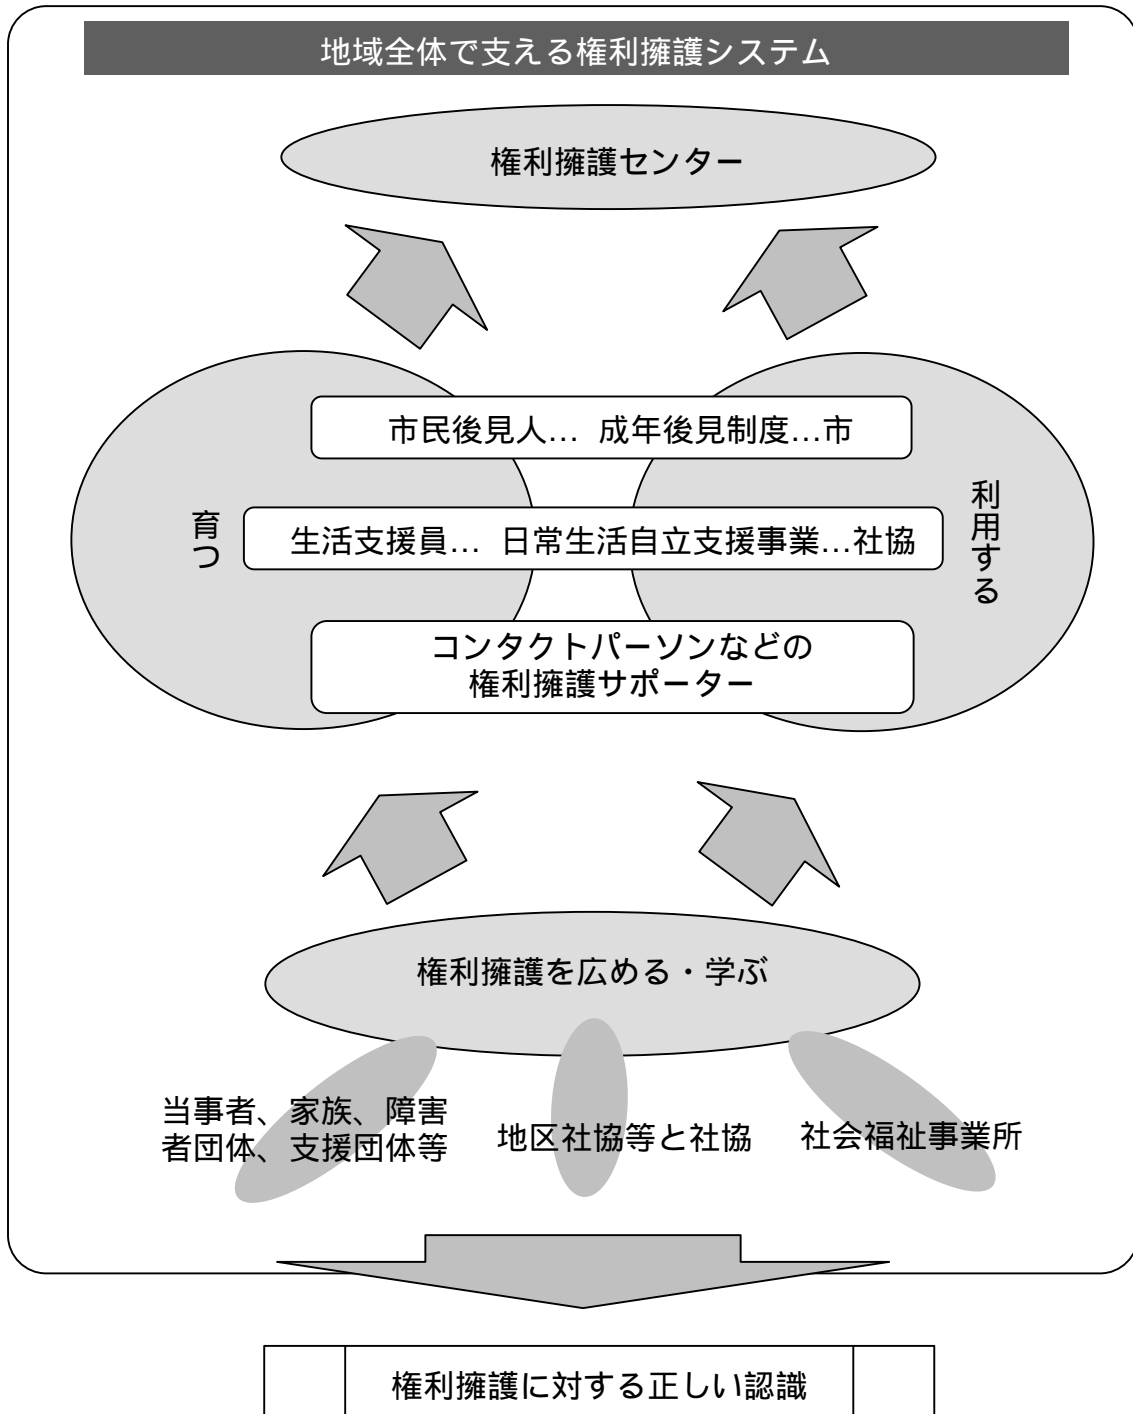 地域全体で支える権利擁護システム
権利擁護センター
市民後見人… 成年後見制度…市
育つ
生活支援員… 日常生活自立支援事業…社協
利用する
コンタクトパーソンなどの
権利擁護サポーター
権利擁護を広める・学ぶ
当事者、家族、障害
者団体、支援団体等
地区社協等と社協
社会福祉事業所
権利擁護に対する正しい認識